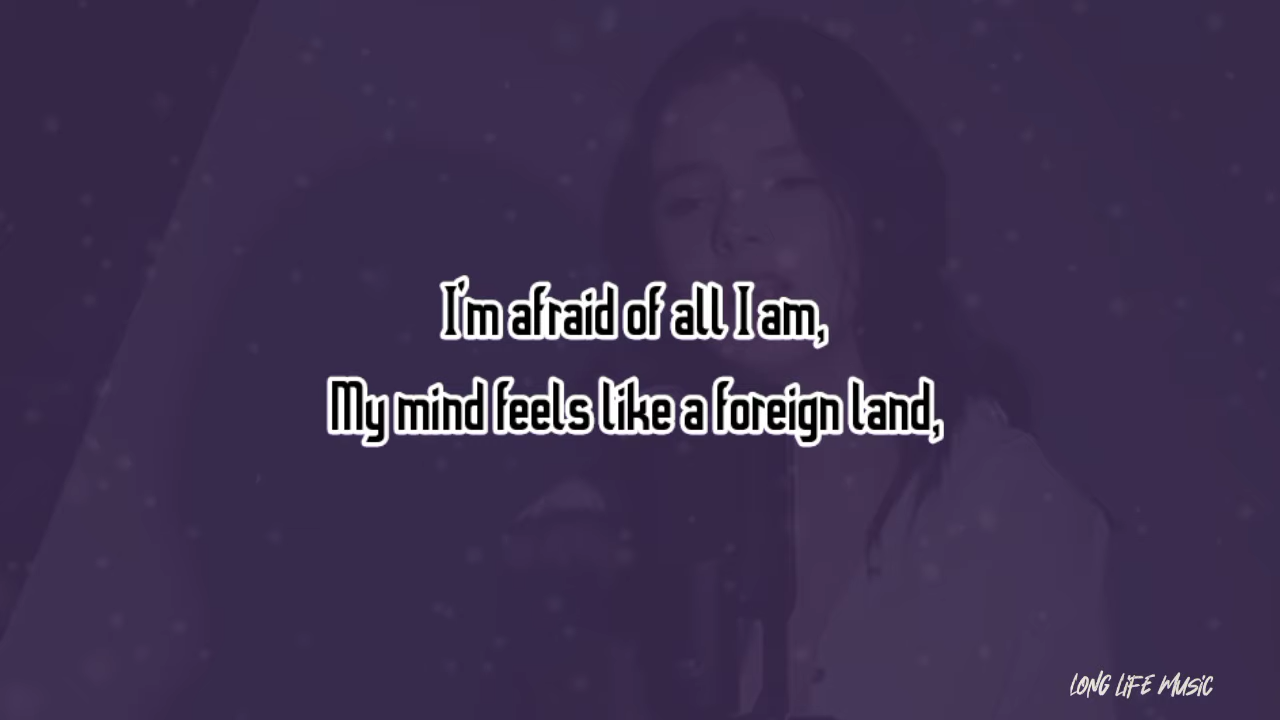 I'm afraid of all I am,
My mind feels like a foreign land,
LONG LIFE MUSIC